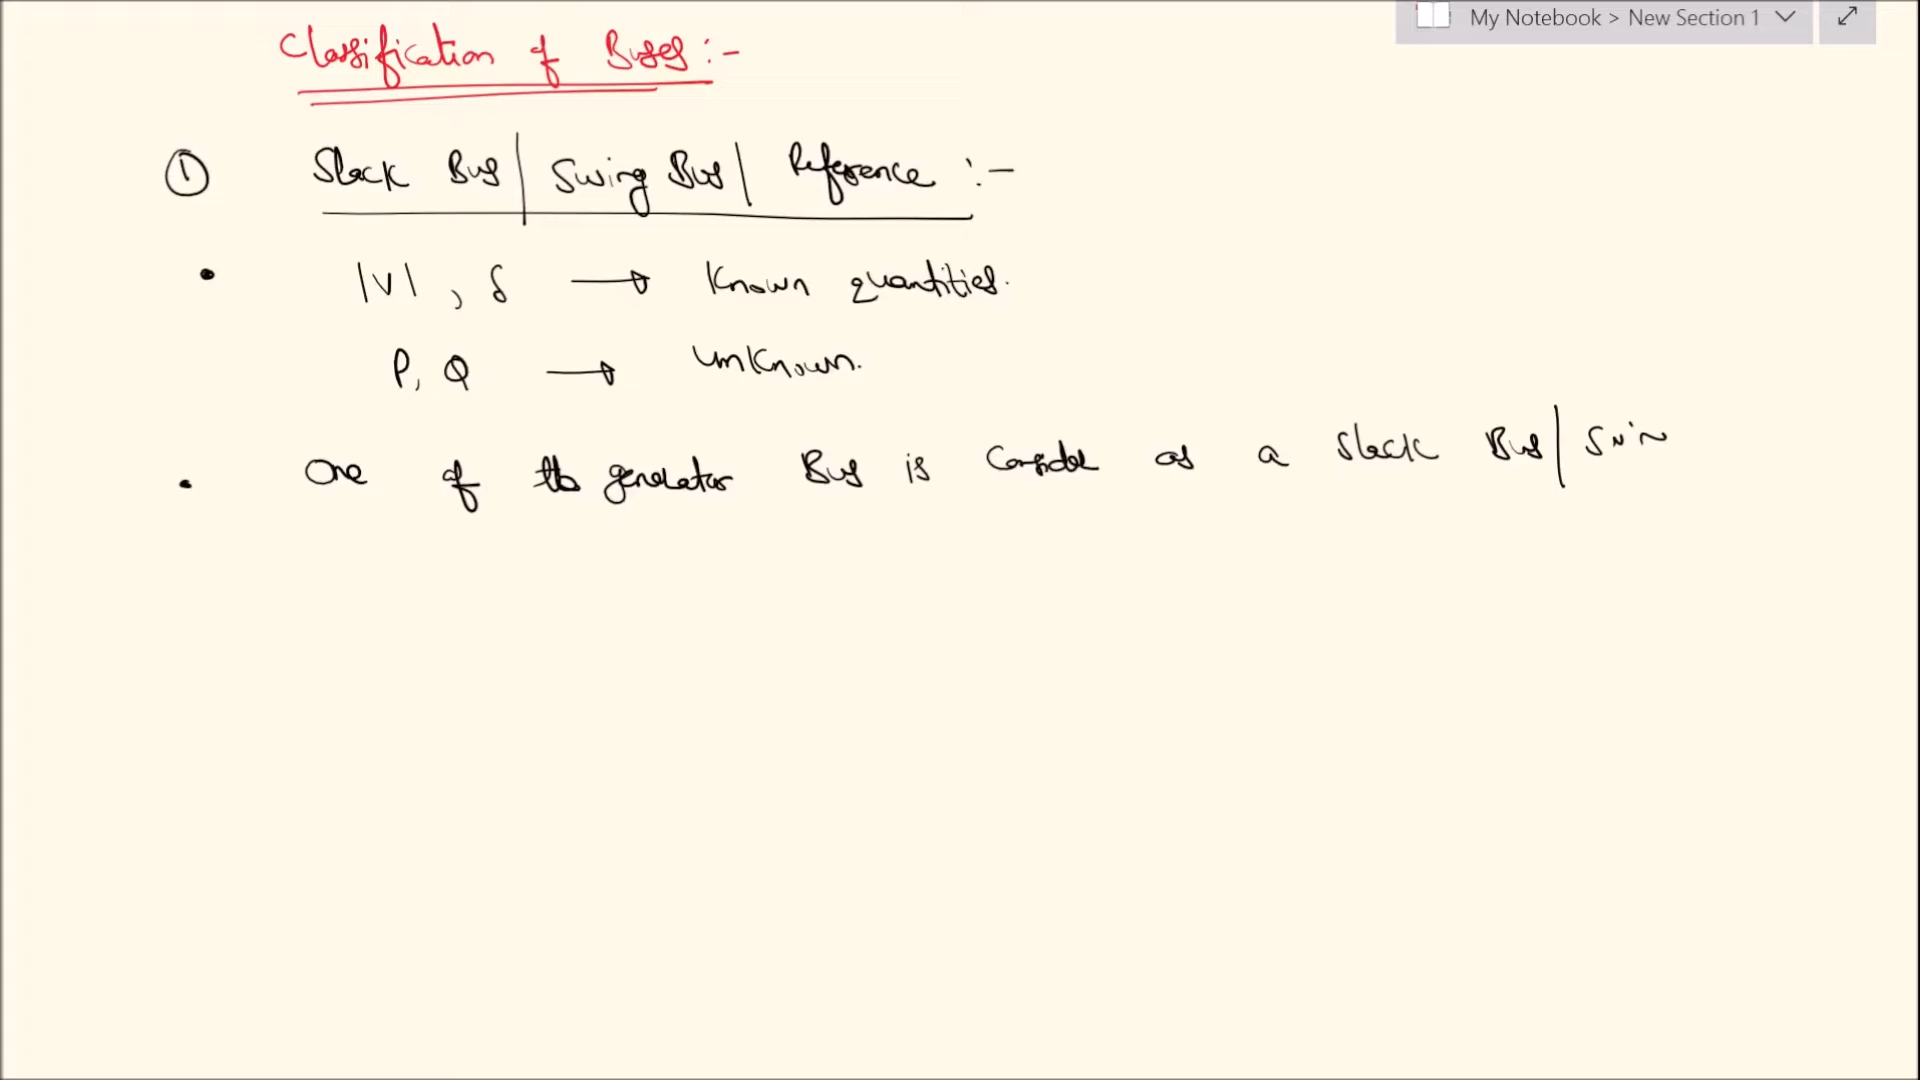 My Notebook > New Section 1
Classification of Buses :-
① Slack Bus | Swing Bus | Reference :-
• |V| , δ → Known quantities.
P, Q → unknown.
• One of the generator Bus is as a slack Bus |